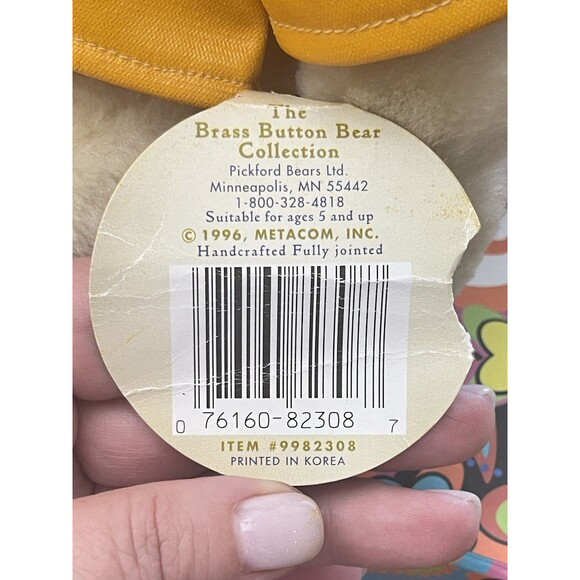 The
Brass Button Bear
Collection
Pickford Bears Ltd.
Minneapolis, MN 55442
1-800-328-4818
Suitable for ages 5 and up
© 1996, METACOM, INC.
Handcrafted Fully jointed
0 76160-82308 7
ITEM #9982308
PRINTED IN KOREA